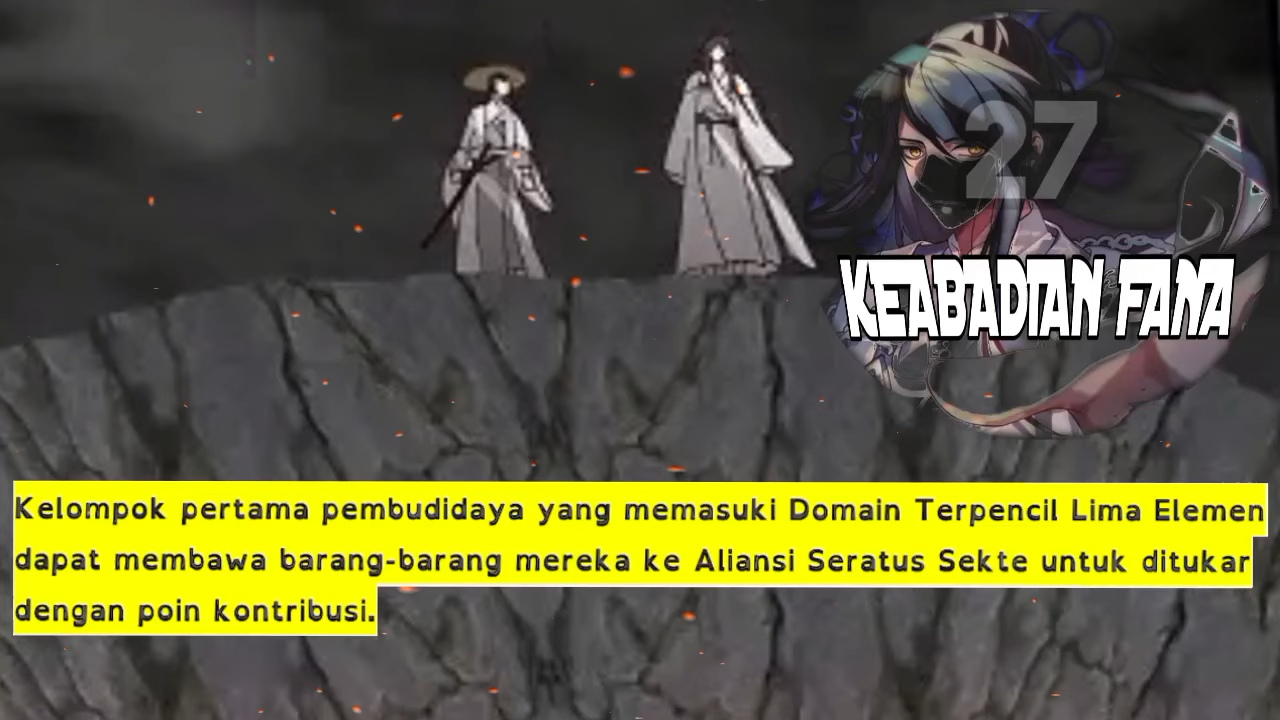 27
KEABADIAN FANA
Kelompok pertama pembudidaya yang memasuki Domain Terpencil Lima Elemen
dapat membawa barang-barang mereka ke Aliansi Seratus Sekte untuk ditukar
dengan poin kontribusi.